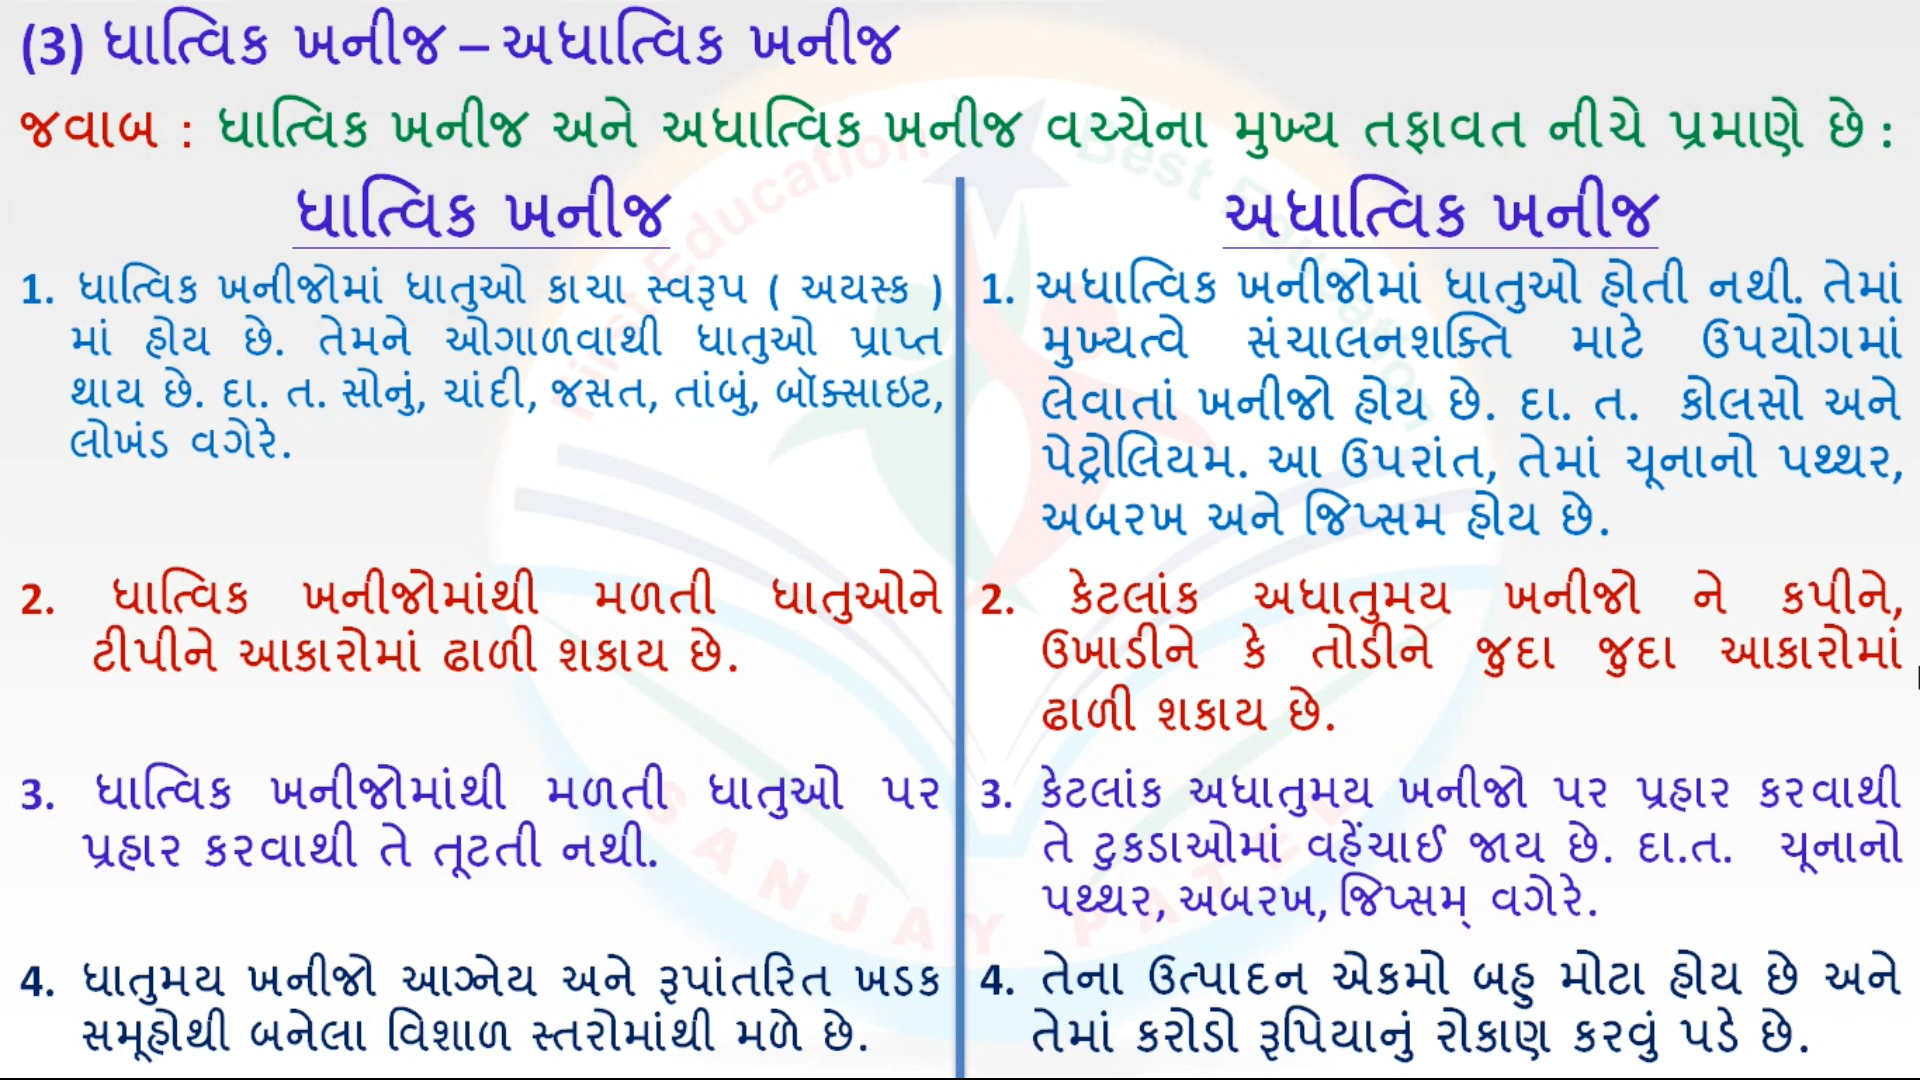 (3) ધાત્વિક ખનીજ – અધાત્વિક ખનીજ
જવાબ : ધાત્વિક ખનીજ અને અધાત્વિક ખનીજ વચ્ચેના મુખ્ય તફાવત નીચે પ્રમાણે છે :
ધાત્વિક ખનીજ
1. ધાત્વિક ખનીજોમાં ધાતુઓ કાચા સ્વરૂપ ( અયસ્ક )
માં હોય છે. તેમને ઓગાળવાથી ધાતુઓ પ્રાપ્ત
થાય છે. દા. ત. સોનું, ચાંદી, જસત, તાંબું, બૉક્સાઇટ,
લોખંડ વગેરે.
2. ધાત્વિક ખનીજોમાંથી મળતી ધાતુઓને
ટીપીને આકારોમાં ઢાળી શકાય છે.
3. ધાત્વિક ખનીજોમાંથી મળતી ધાતુઓ પર
પ્રહાર કરવાથી તે તૂટતી નથી.
4. ધાતુમય ખનીજો આગ્નેય અને રૂપાંતરિત ખડક
સમૂહોથી બનેલા વિશાળ સ્તરોમાંથી મળે છે.
અધાત્વિક ખનીજ
1. અધાત્વિક ખનીજોમાં ધાતુઓ હોતી નથી. તેમાં
મુખ્યત્વે સંચાલનશક્તિ માટે ઉપયોગમાં
લેવાતાં ખનીજો હોય છે. દા. ત. કોલસો અને
પેટ્રોલિયમ. આ ઉપરાંત, તેમાં ચૂનાનો પથ્થર,
અબરખ અને જિપ્સમ હોય છે.
2. કેટલાંક અધાતુમય ખનીજો ને કપીને,
ઉખાડીને કે તોડીને જુદા જુદા આકારોમાં
ઢાળી શકાય છે.
3. કેટલાંક અધાતુમય ખનીજો પર પ્રહાર કરવાથી
તે ટુકડાઓમાં વહેંચાઈ જાય છે. દા.ત. ચૂનાનો
પથ્થર, અબરખ, જિપ્સમ્ વગેરે.
4. તેના ઉત્પાદન એકમો બહુ મોટા હોય છે અને
તેમાં કરોડો રૂપિયાનું રોકાણ કરવું પડે છે.
Best Education
SANJAY PATEL